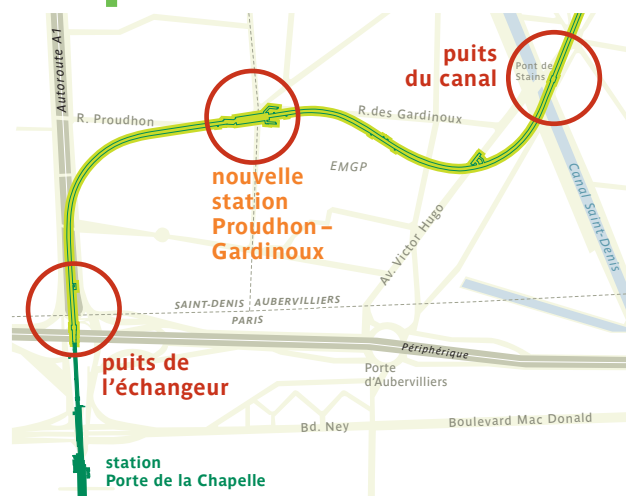 Autoroute A1
puits
du canal
Pont de
Stains
R. Proudhon
R.des Gardinoux
nouvelle
station
Proudhon –
Gardinoux
EMGP
Canal Saint-Denis
Av. Victor Hugo
SAINT-DENIS AUBERVILLIERS
PARIS
Périphérique
puits de
l’échangeur
Porte
d’Aubervilliers
Bd. Ney
Boulevard Mac Donald
station
Porte de la Chapelle